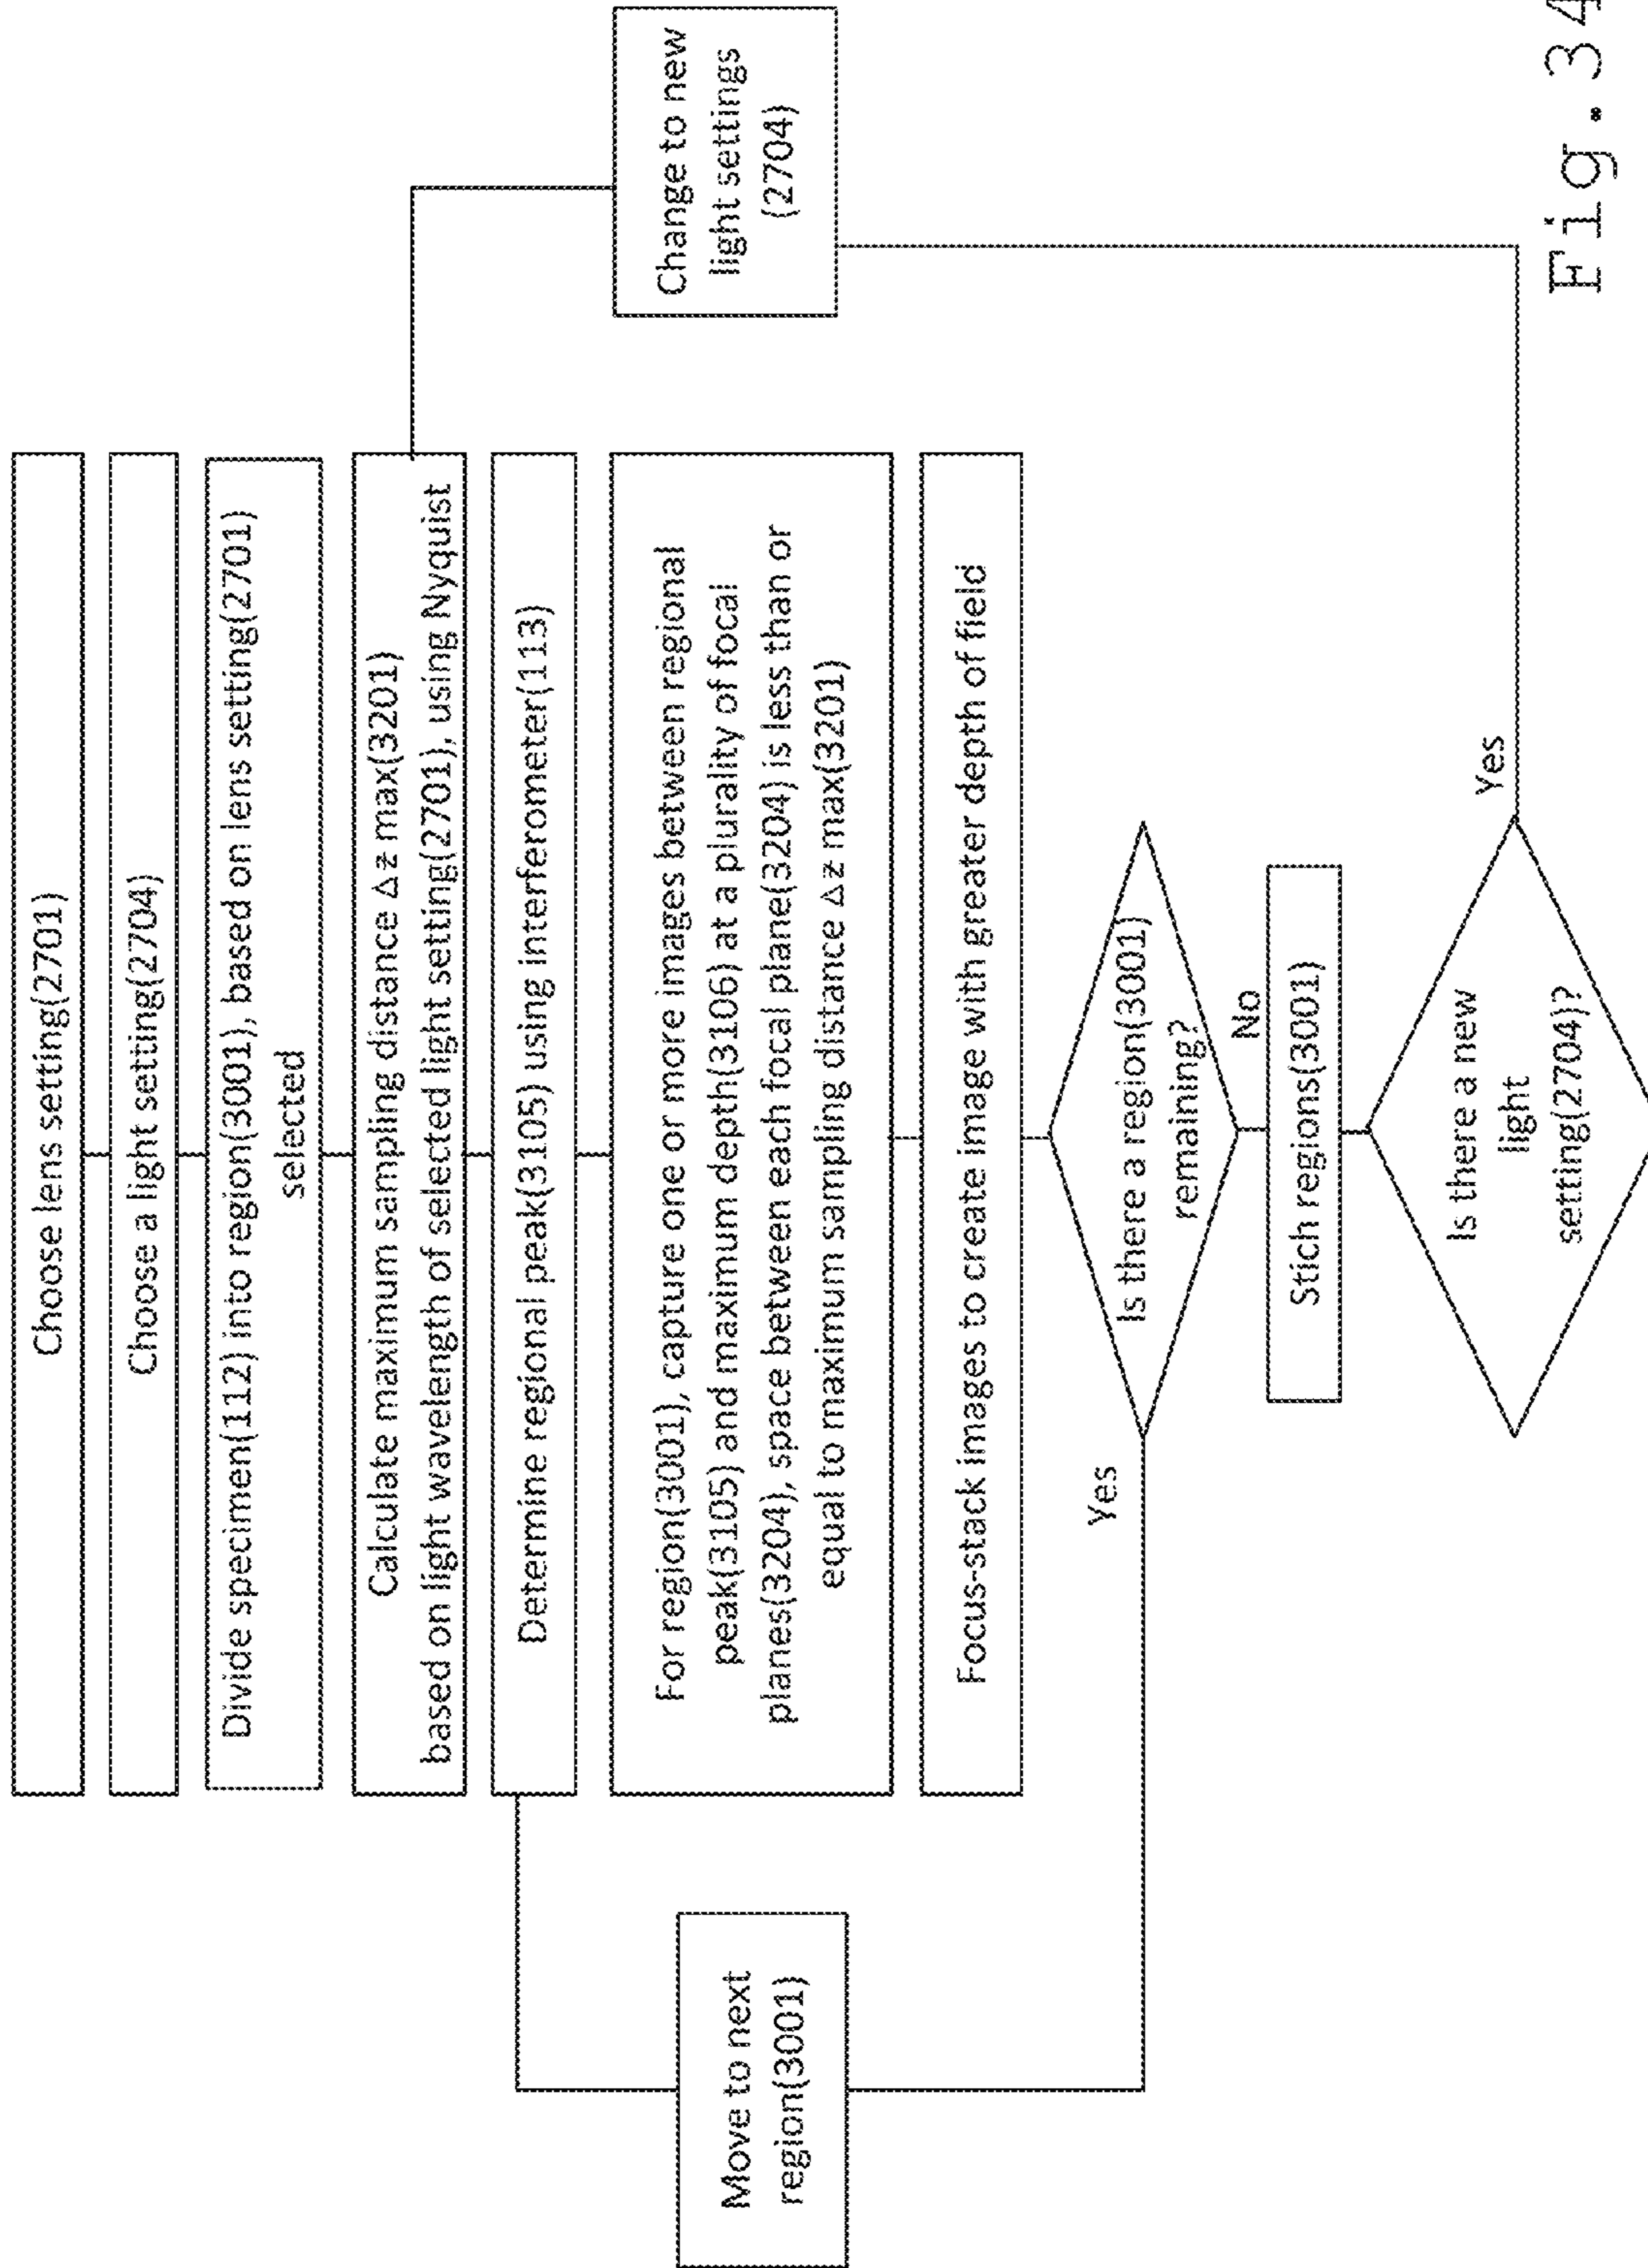 Choose lens setting(2701)
Choose a light setting(2704)
Divide specimen(112) into region(3001), based on lens setting(2701)
selected
Calculate maximum sampling distance Δz max(3201)
based on light wavelength of selected light setting(2701), using Nyquist
Determine regional peak(3105) using interferometer(113)
For region(3001), capture one or more images between regional
peak(3105) and maximum depth(3106) at a plurality of focal
planes(3204), space between each focal plane(3204) is less than or
equal to maximum sampling distance Δz max(3201)
Focus-stack images to create image with greater depth of field
Is there a region(3001)
remaining?
Yes
Move to next
region(3001)
No
Stich regions(3001)
Is there a new
light
setting(2704)?
Yes
Change to new
light settings
(2704)
Fig. 34